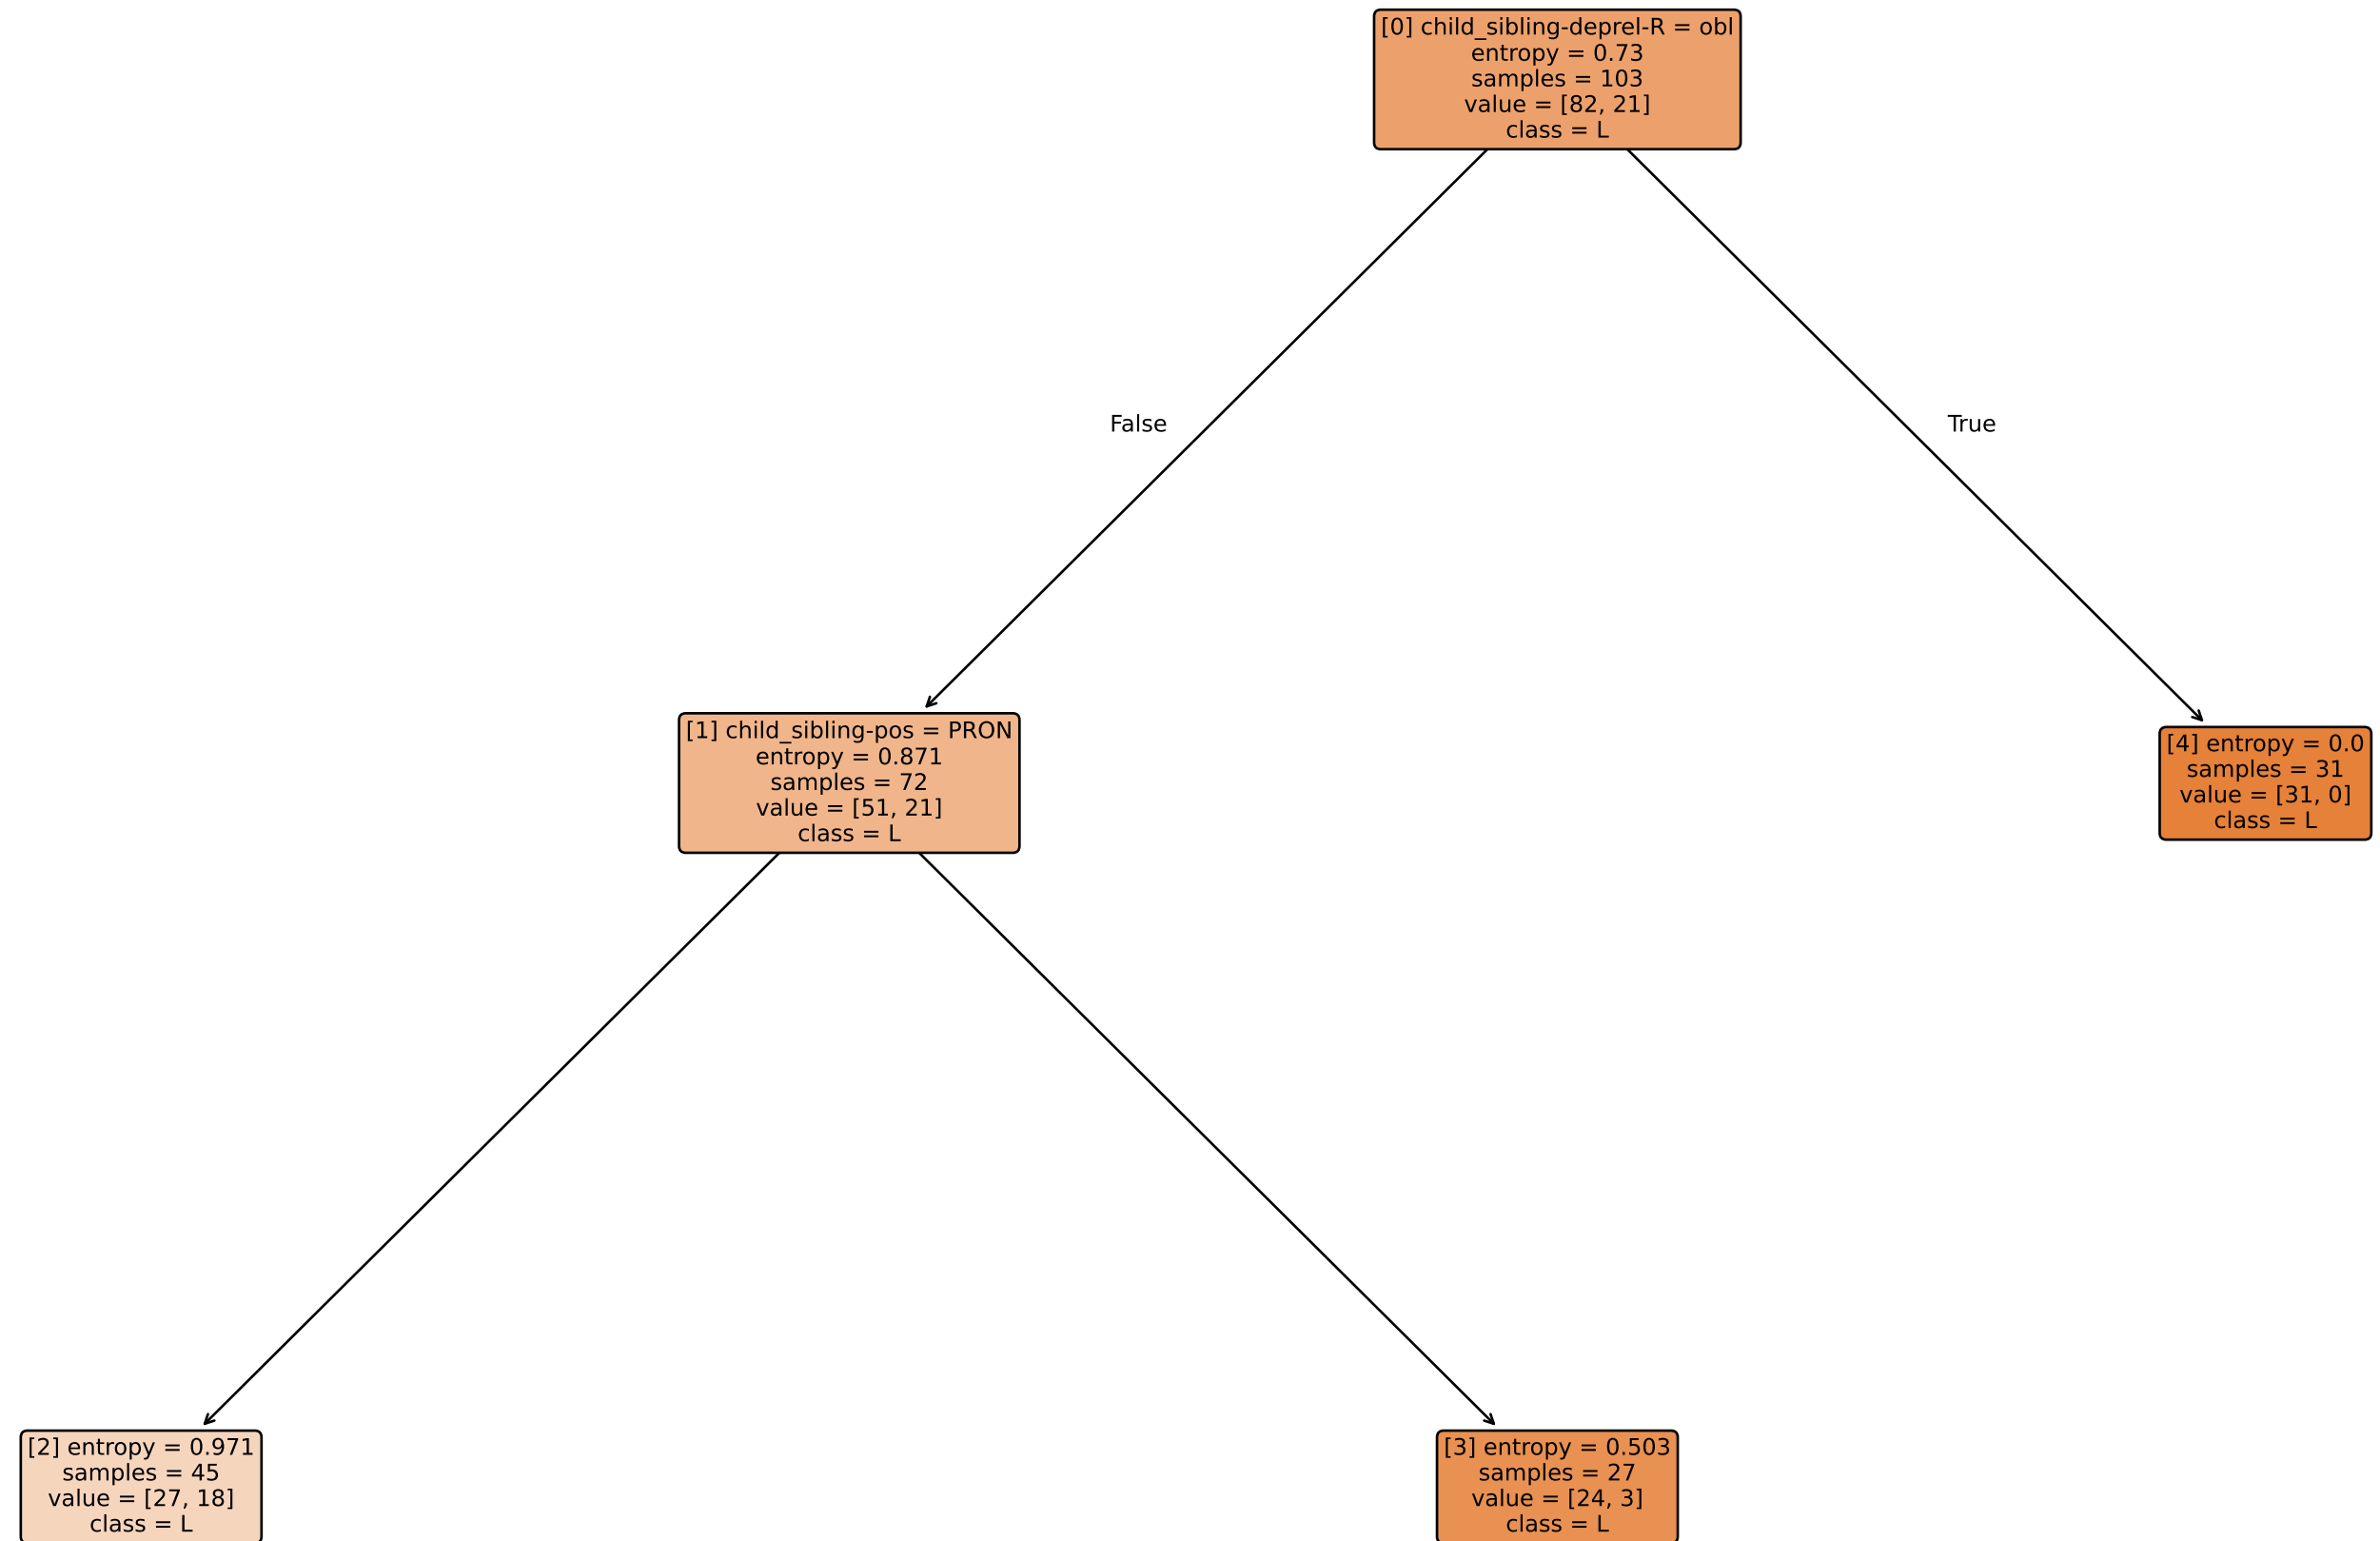 [0] child_sibling-deprel-R = obl
entropy = 0.73
samples = 103
value = [82, 21]
class = L
False
True
[1] child_sibling-pos = PRON
entropy = 0.871
samples = 72
value = [51, 21]
class = L
[4] entropy = 0.0
samples = 31
value = [31, 0]
class = L
[2] entropy = 0.971
samples = 45
value = [27, 18]
class = L
[3] entropy = 0.503
samples = 27
value = [24, 3]
class = L